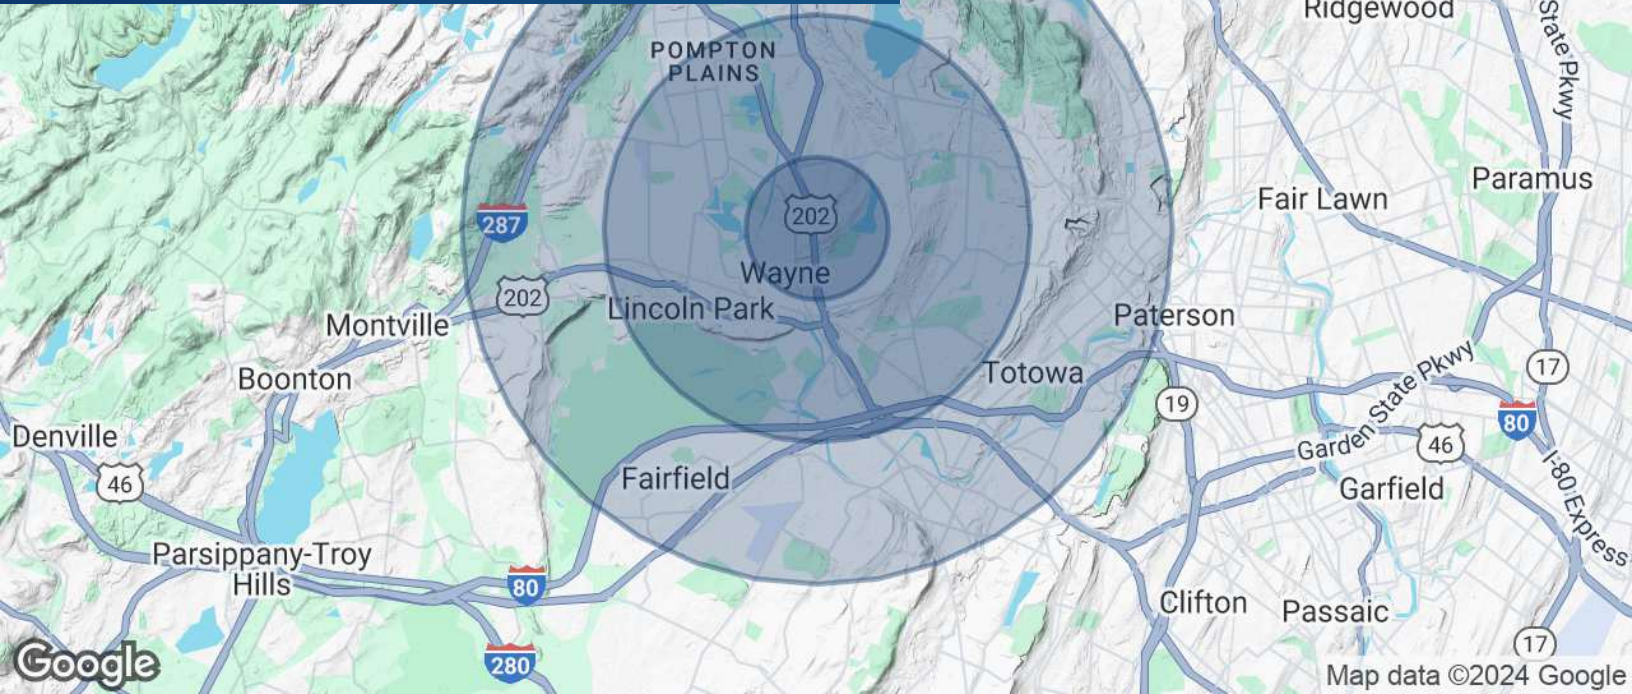 Ridgewood
State Pkwy
POMPTON
PLAINS
Paramus
Fair Lawn
202
287
Wayne
202
Lincoln Park
Paterson
Montville
Totowa
Boonton
17
19
Garden State Pkwy
80
Denville
46
46
I-80 Express
Fairfield
Garfield
Parsippany-Troy
Hills
80
Clifton
Passaic
17
280
Google
Map data ©2024 Google